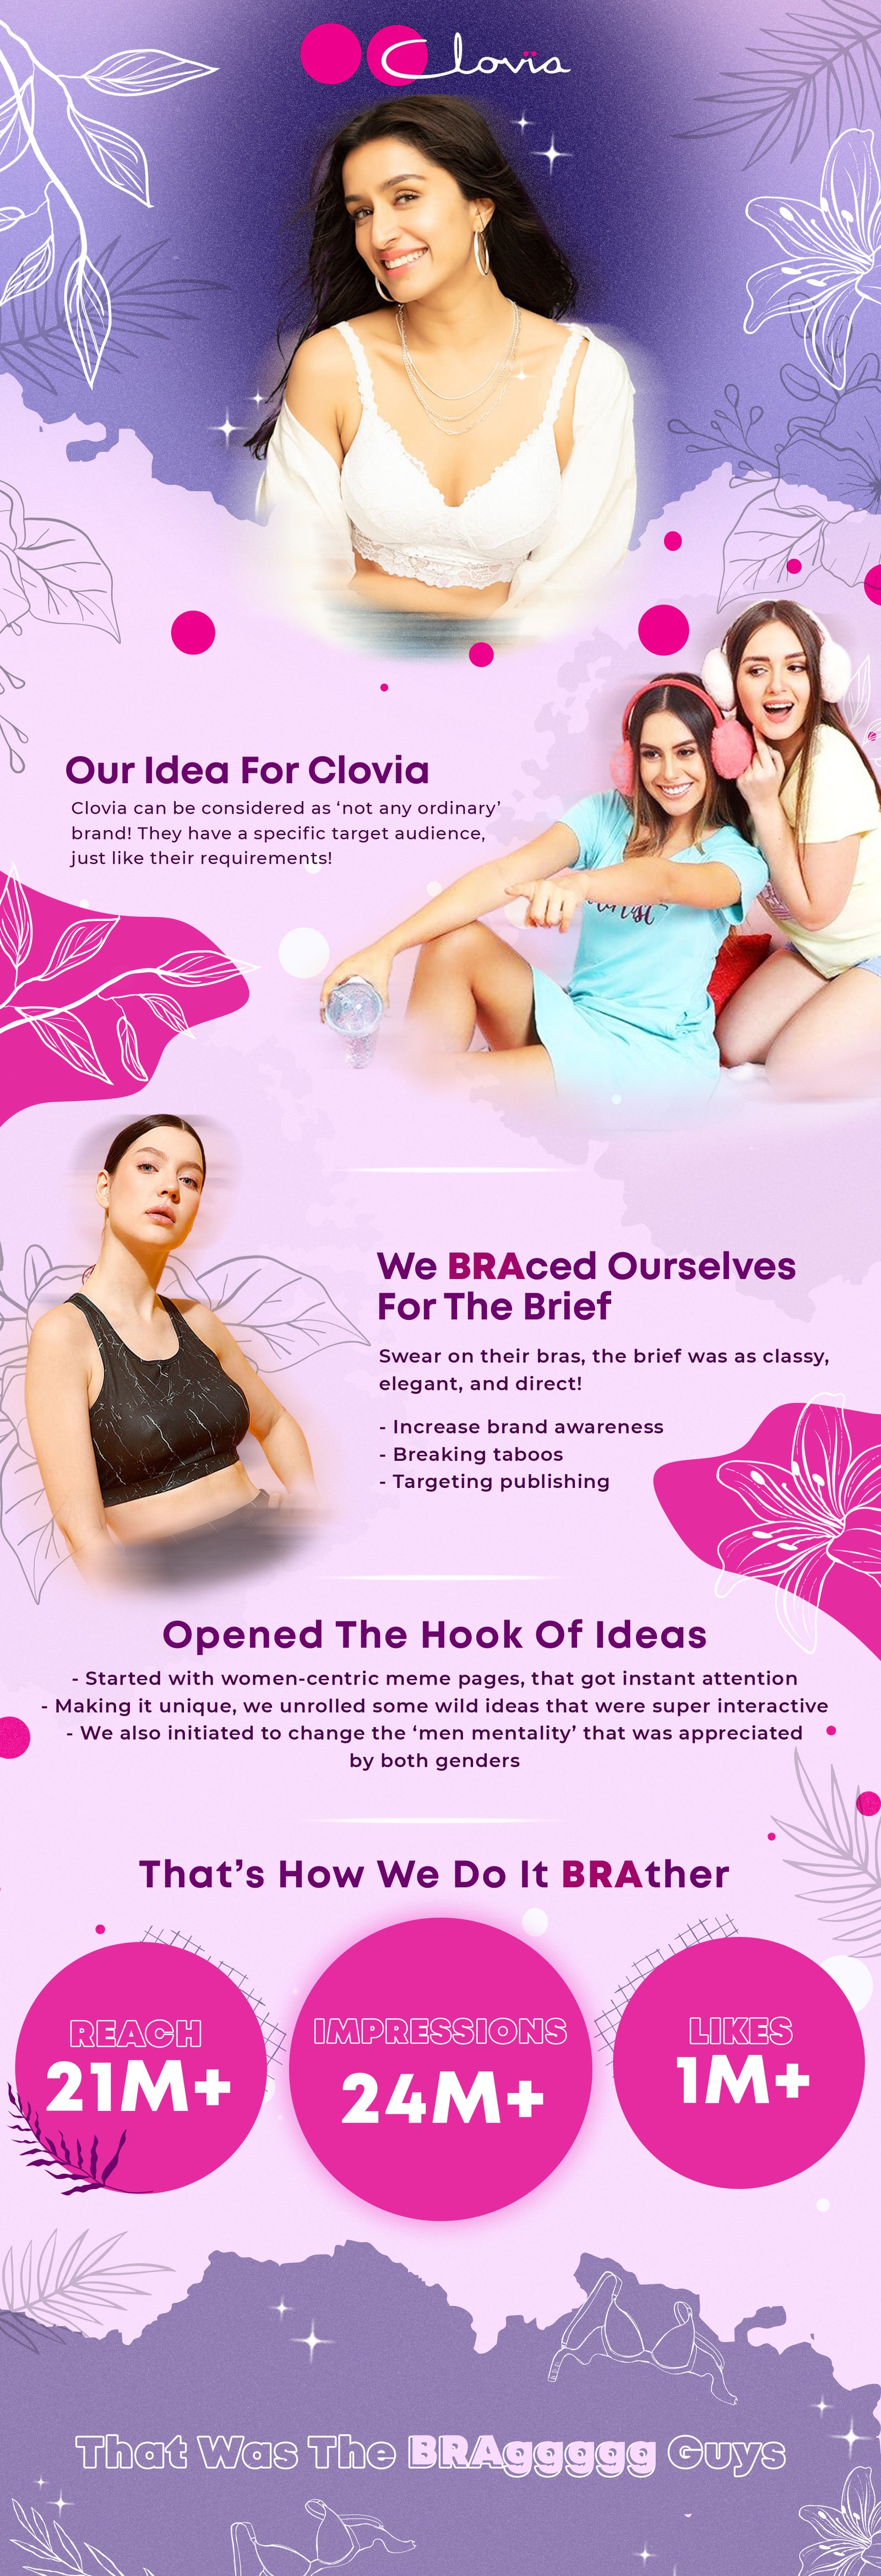 Clovia
Our Idea For Clovia
Clovia can be considered as ‘not any ordinary’
brand! They have a specific target audience,
just like their requirements!
We BRAced Ourselves
For The Brief
Swear on their bras, the brief was as classy,
elegant, and direct!
- Increase brand awareness
- Breaking taboos
- Targeting publishing
Opened The Hook Of Ideas
- Started with women-centric meme pages, that got instant attention
- Making it unique, we unrolled some wild ideas that were super interactive
- We also initiated to change the ‘men mentality’ that was appreciated
by both genders
That’s How We Do It BRAther
REACH
21M+
IMPRESSIONS
24M+
LIKES
1M+
That Was The BRAggggg Guys